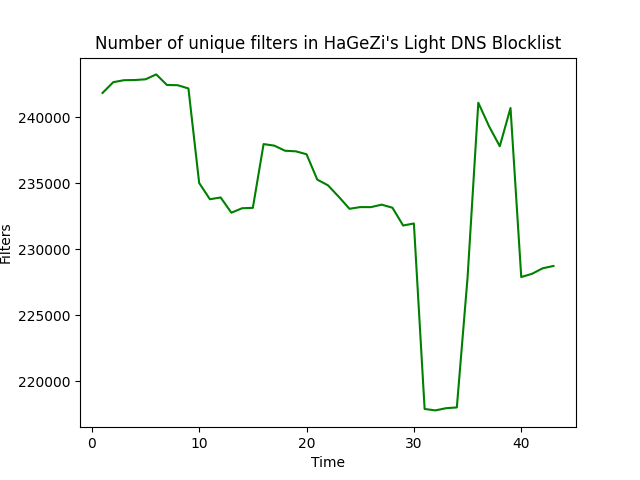 Number of unique filters in HaGeZi's Light DNS Blocklist
Filters
240000
235000
230000
225000
220000
0 10 20 30 40
Time